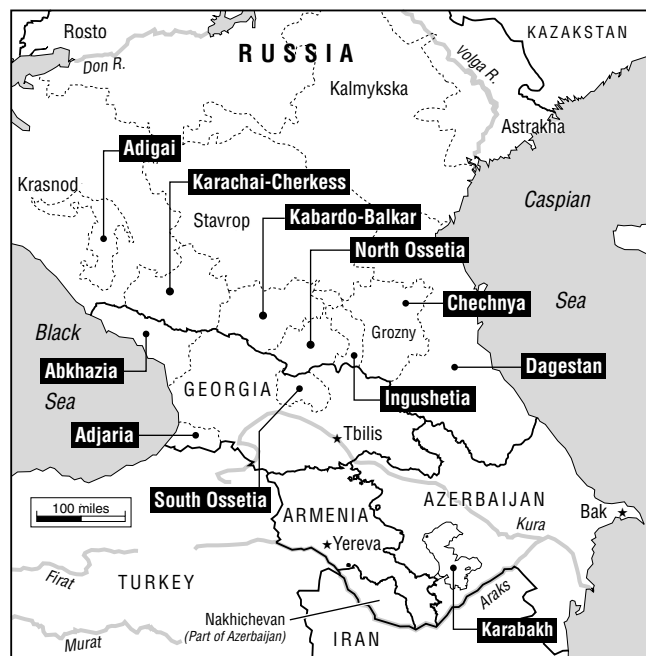 Rosto
RUSSIA
KAZAKSTAN
Don R.
volga R.
Kalmykska
Astrakha
Adigai
Krasnod
Karachai-Cherkess
Caspian
Stavrop
Kabardo-Balkar
North Ossetia
Chechnya
Sea
Black
Grozny
Abkhazia
Dagestan
Sea
GEORGIA
Ingushetia
Adjaria
Tbilis
South Ossetia
100 miles
AZERBAIJAN
ARMENIA
Bak
Kura
Yereva
Firat
TURKEY
Araks
Nakhichevan
(Part of Azerbaijan)
Karabakh
Murat
IRAN